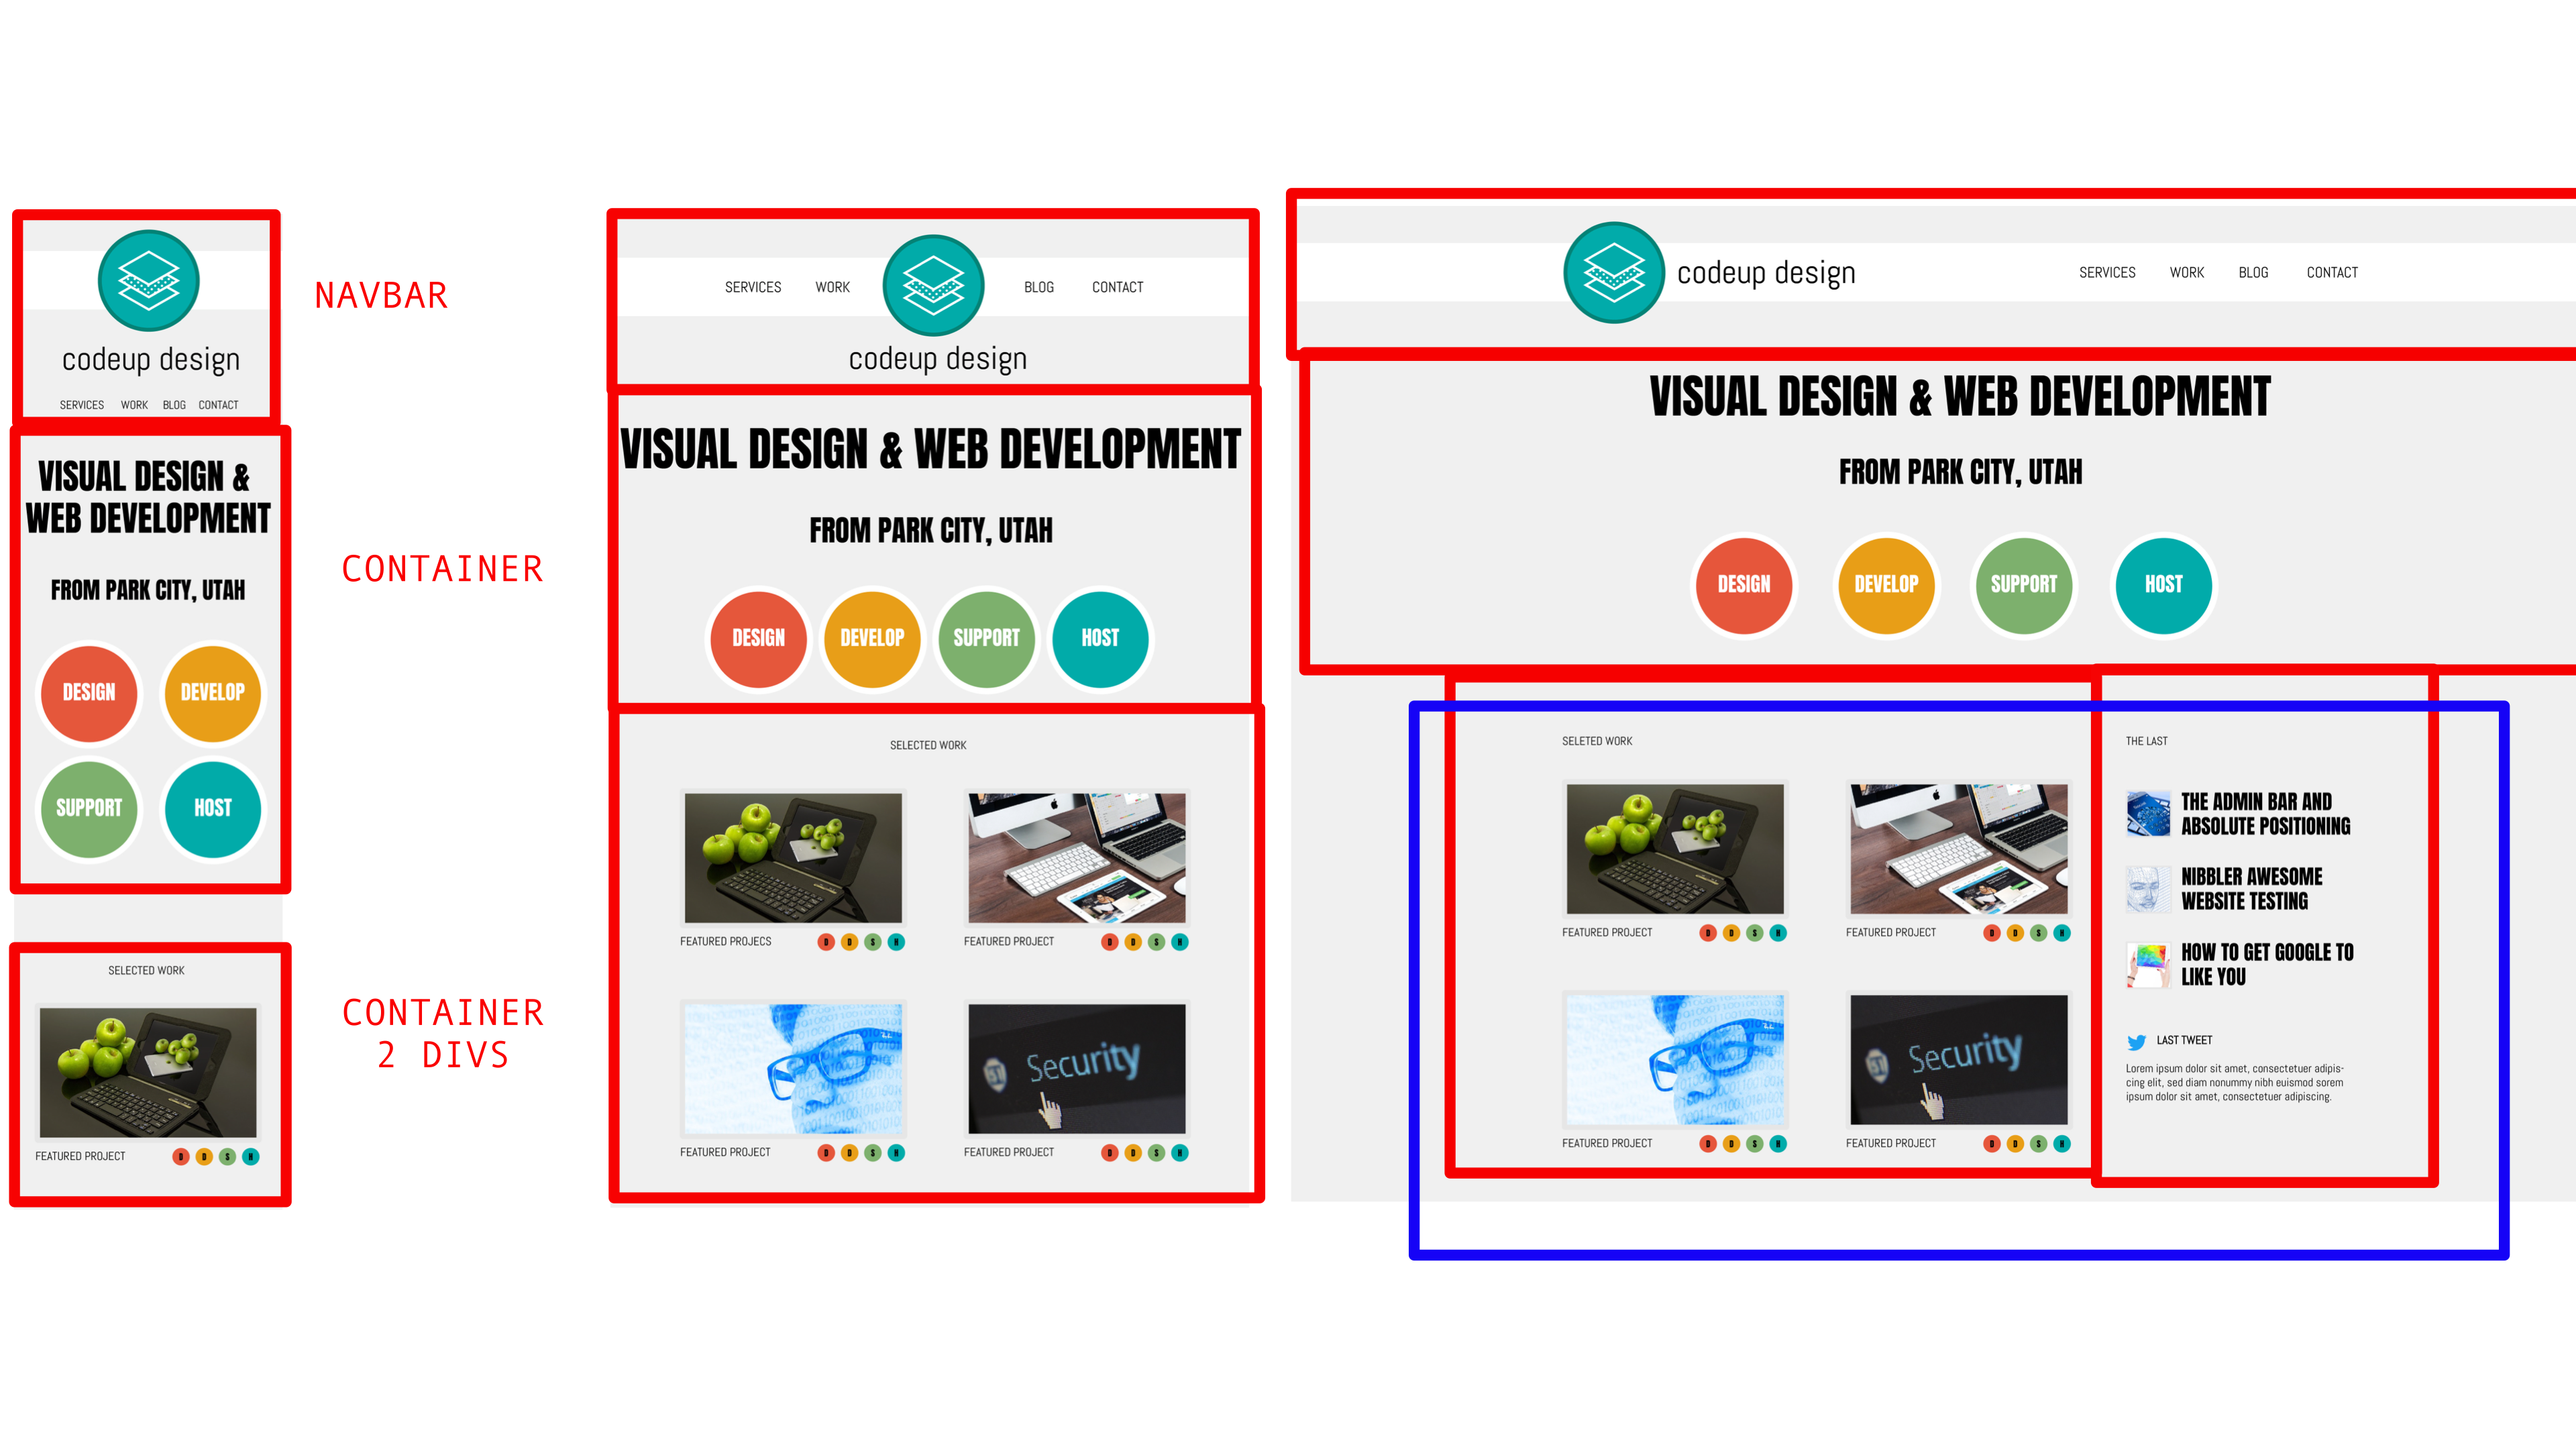 codeup design
SERVICES WORK BLOG CONTACT
VISUAL DESIGN &
WEB DEVELOPMENT
FROM PARK CITY, UTAH
DESIGN DEVELOP
SUPPORT HOST
SELECTED WORK
FEATURED PROJECT D D S H
NAVBAR
CONTAINER
CONTAINER
2 DIVS
SERVICES WORK BLOG CONTACT
codeup design
VISUAL DESIGN & WEB DEVELOPMENT
FROM PARK CITY, UTAH
DESIGN DEVELOP SUPPORT HOST
SELECTED WORK
FEATURED PROJECS D D S H
FEATURED PROJECT D D S H
Security
FEATURED PROJECT D D S H
FEATURED PROJECT D D S H
codeup design SERVICES WORK BLOG CONTACT
VISUAL DESIGN & WEB DEVELOPMENT
FROM PARK CITY, UTAH
DESIGN DEVELOP SUPPORT HOST
SELETED WORK
FEATURED PROJECT D D S H
FEATURED PROJECT D D S H
Security
FEATURED PROJECT D D S H
FEATURED PROJECT D D S H
THE LAST
THE ADMIN BAR AND
ABSOLUTE POSITIONING
NIBBLER AWESOME
WEBSITE TESTING
HOW TO GET GOOGLE TO
LIKE YOU
LAST TWEET
Lorem ipsum dolor sit amet, consectetuer adipis-
cing elit, sed diam nonummy nibh euismod sorem
ipsum dolor sit amet, consectetuer adipiscing.